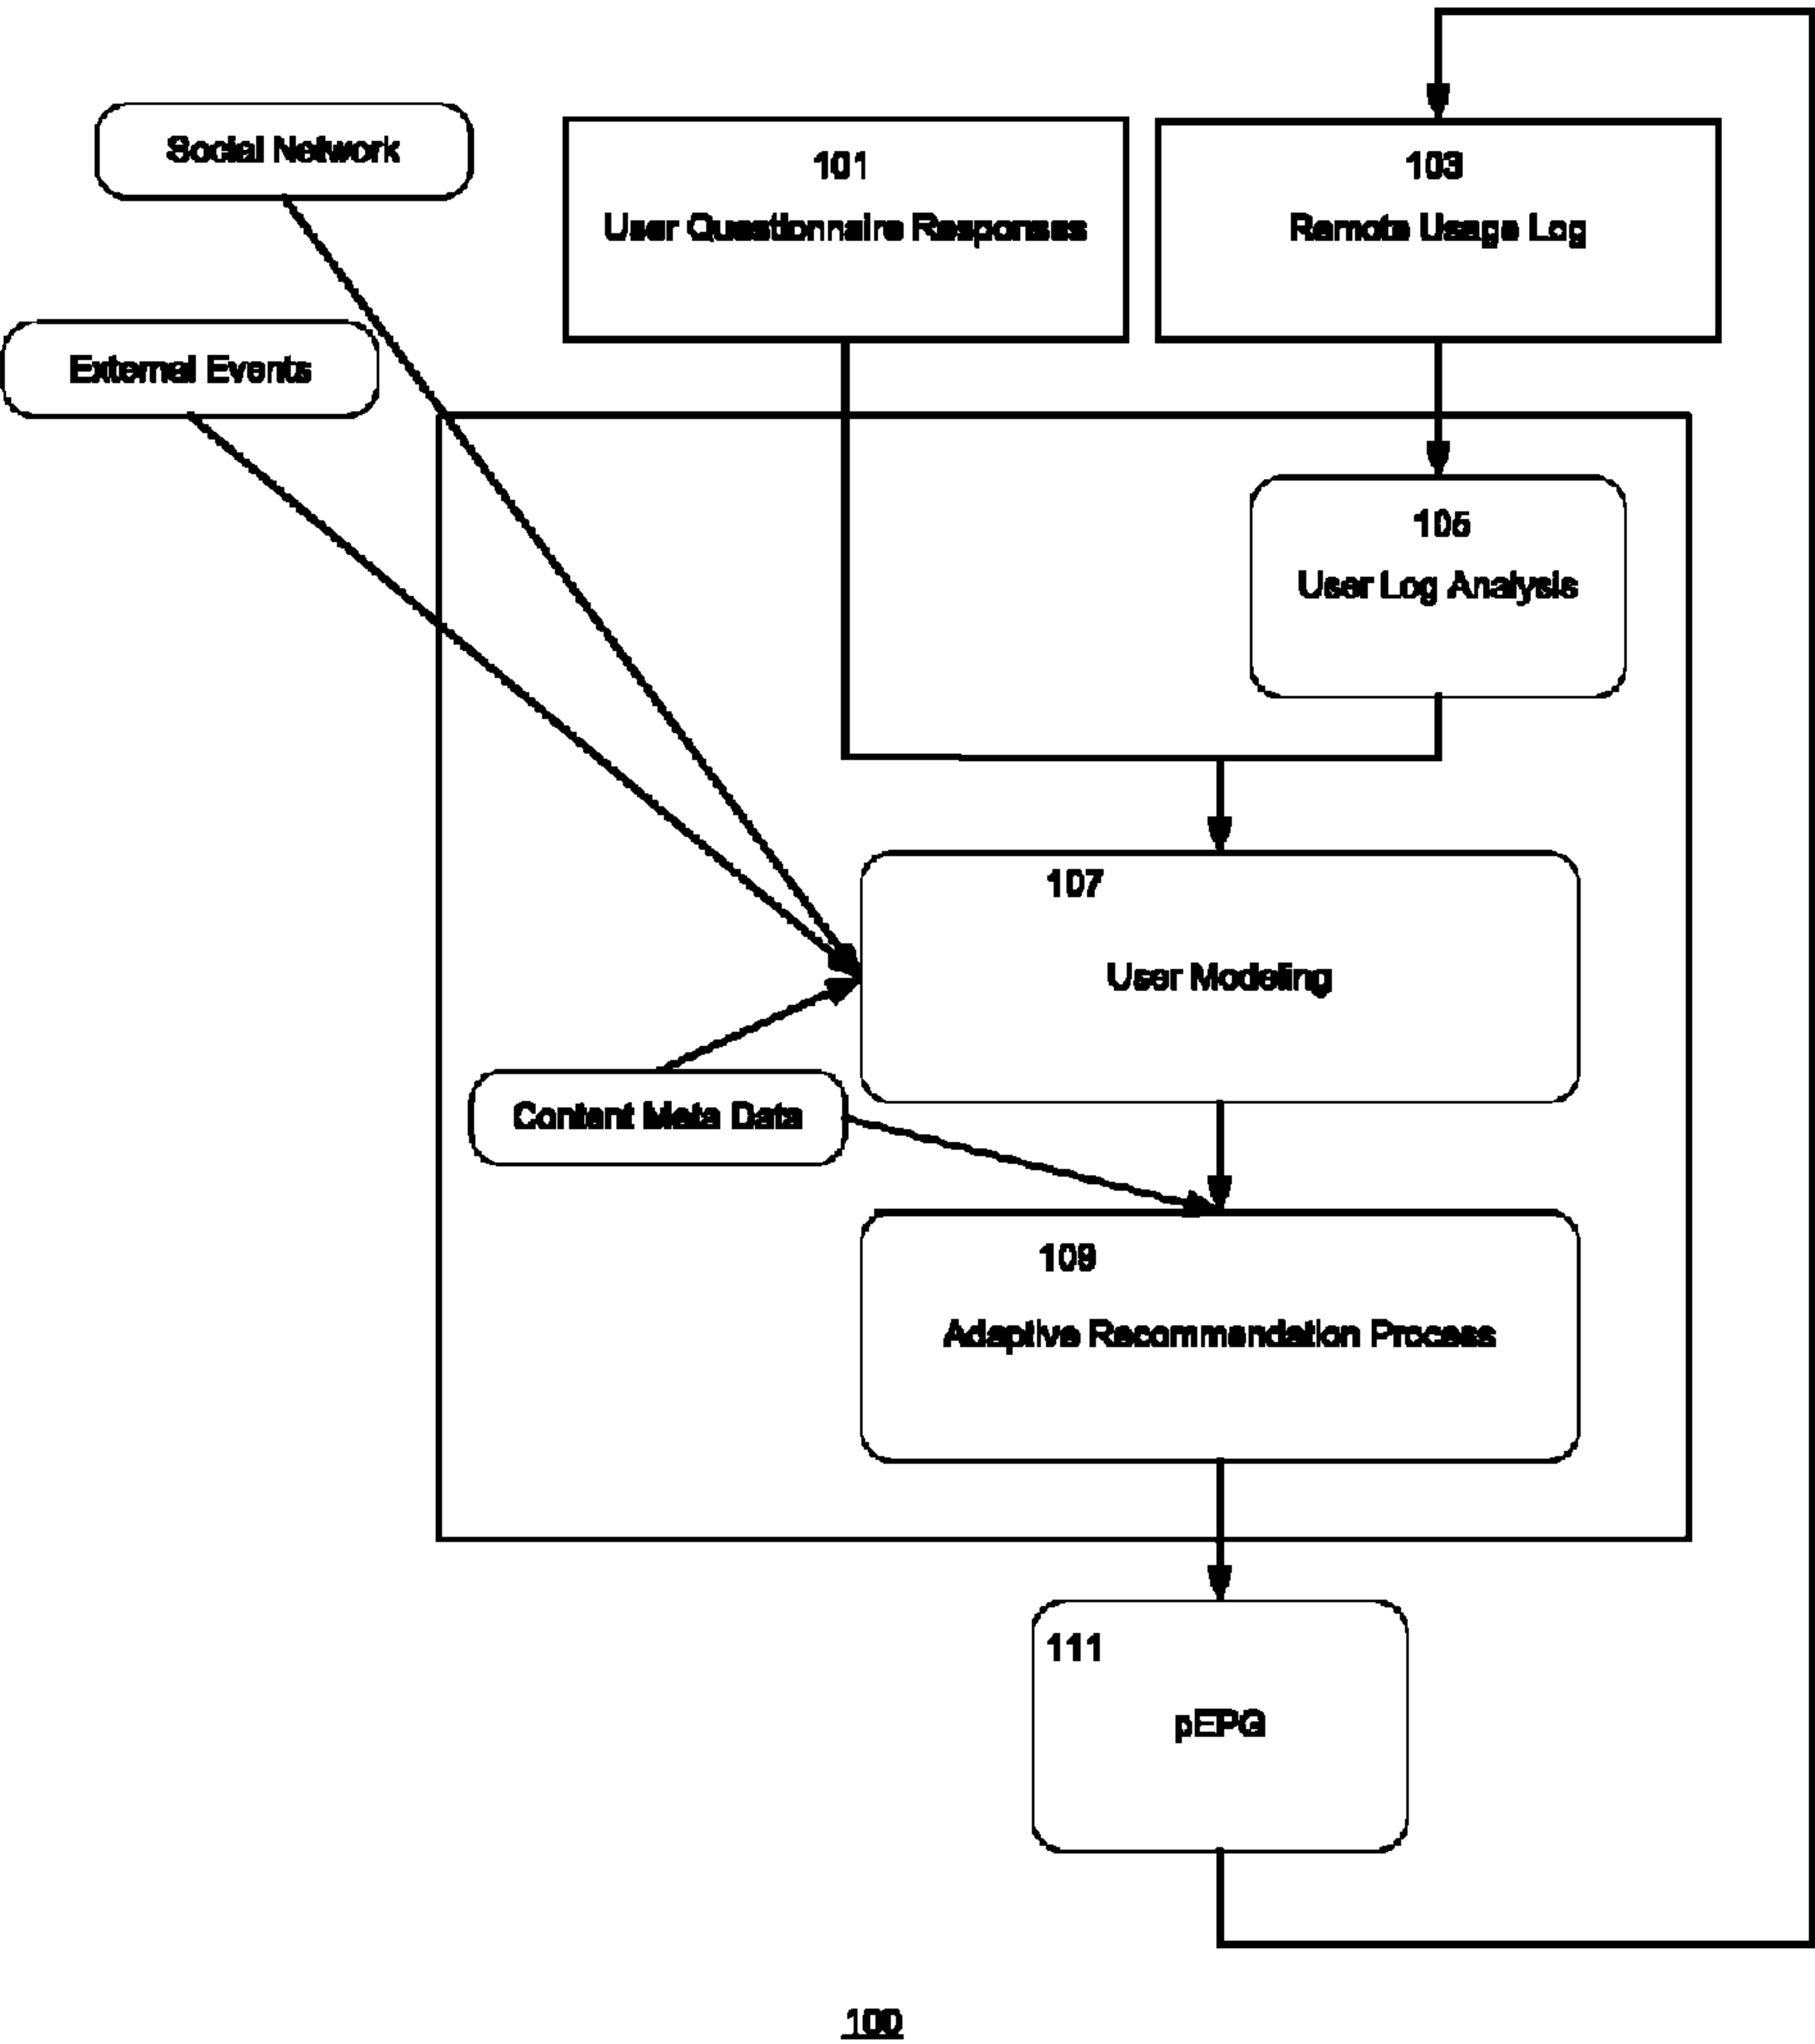 Social Network
101
User Questionnaire Responses
103
Remote Usage Log
External Events
105
User Log Analysis
107
User Modeling
Content Meta Data
109
Adaptive Recommendation Process
111
pEPG
100